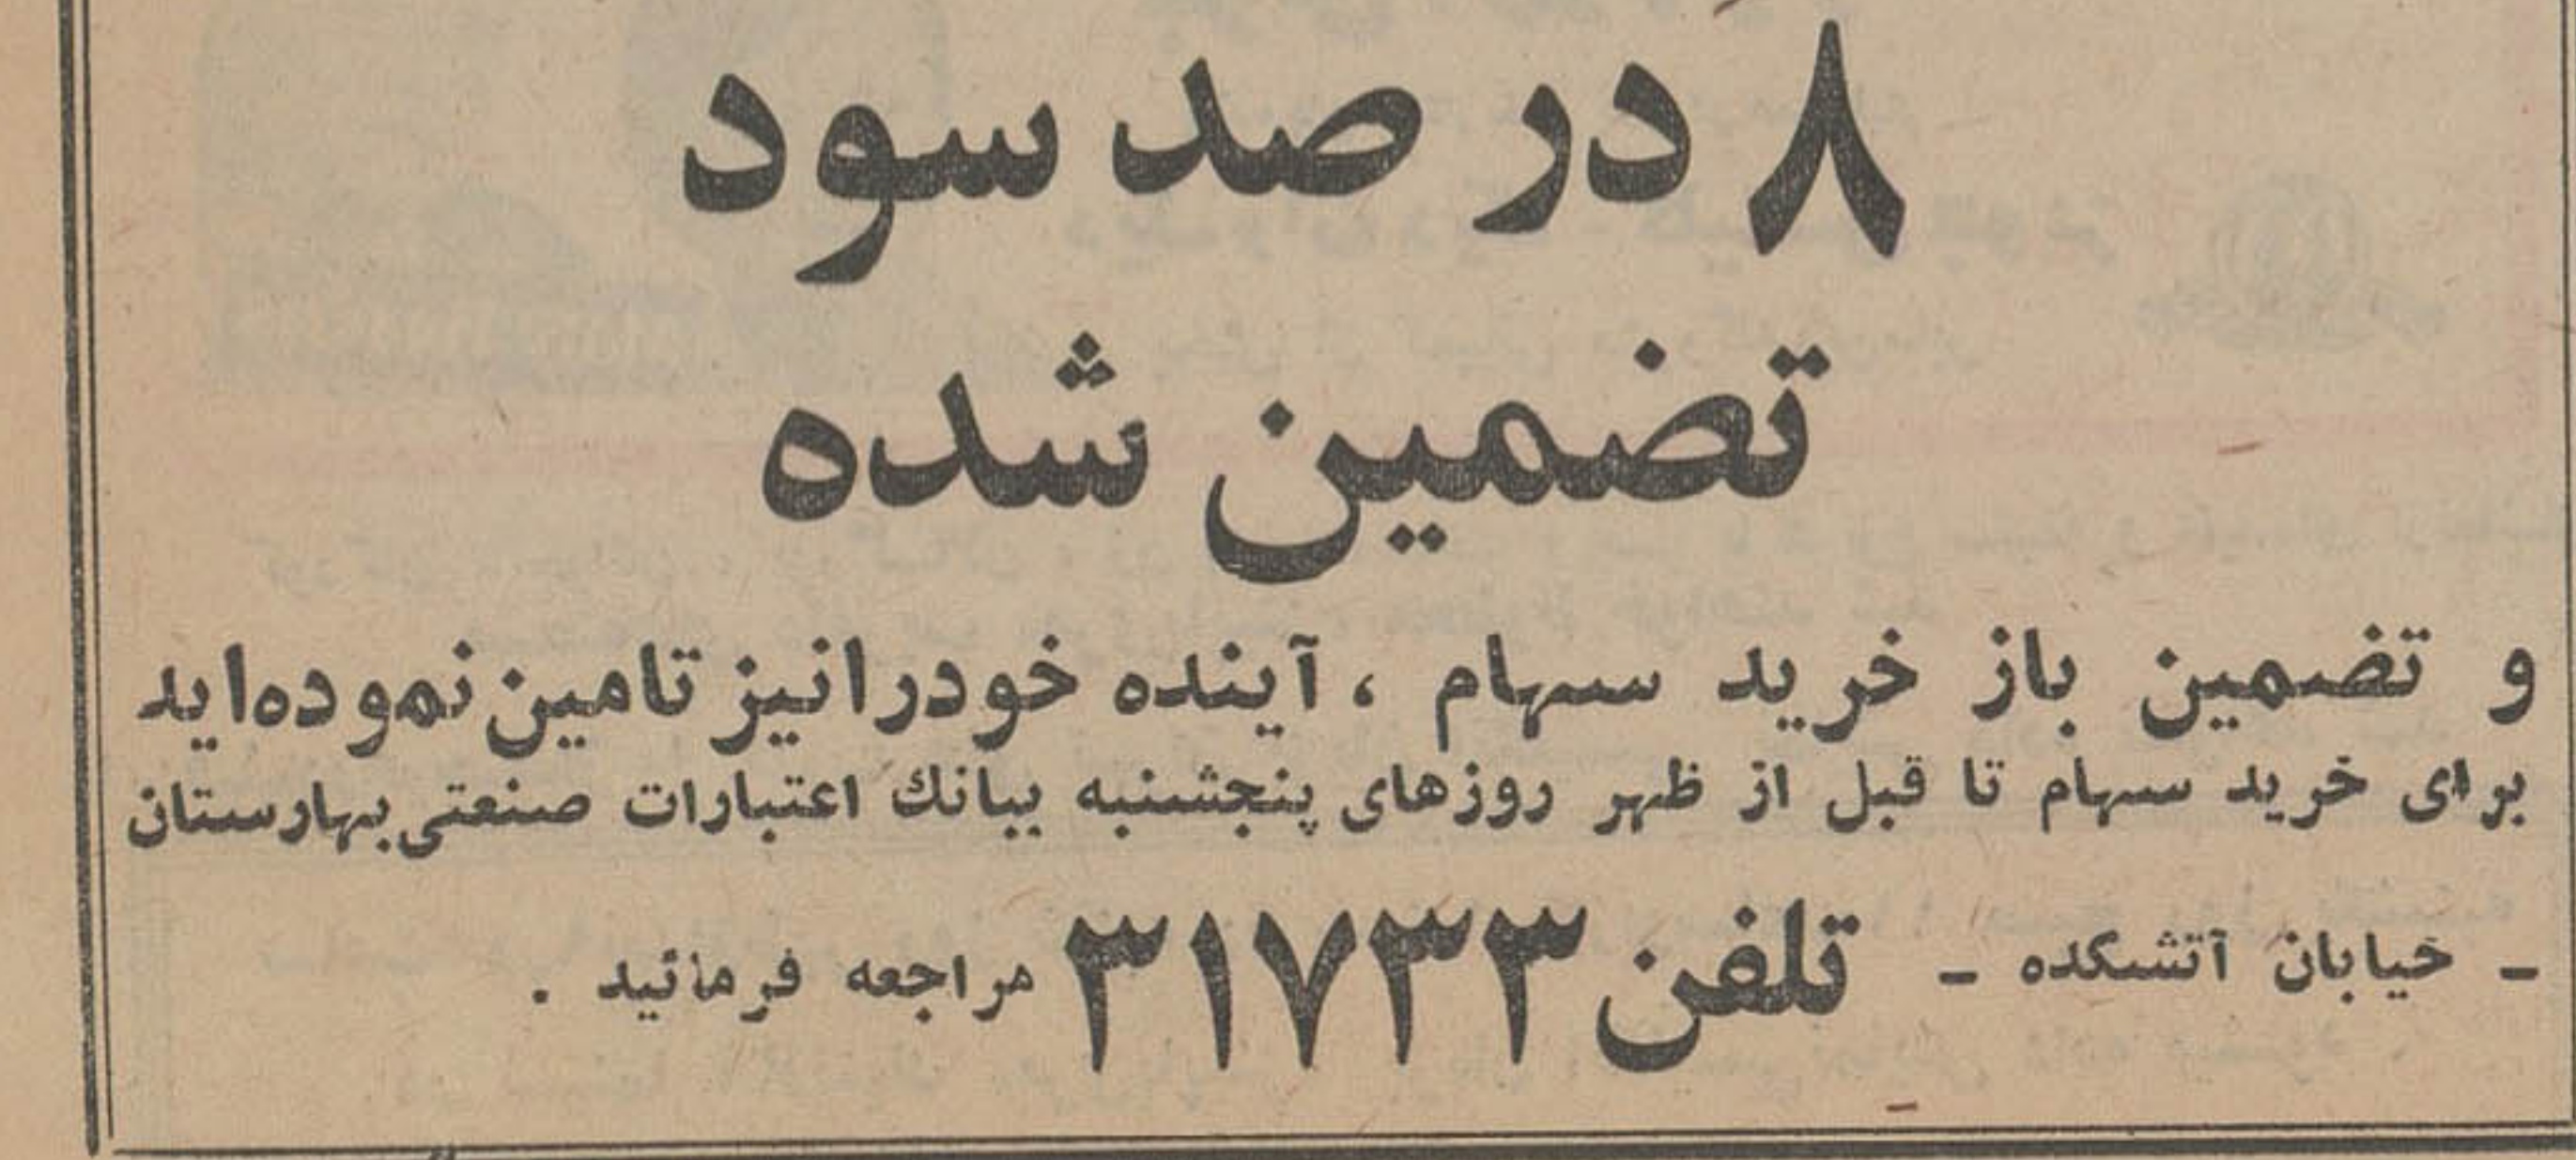 ۸ در صد سود
تضمین شده
و تضمین باز خرید سهام ، آینده خودرانیز تامین نموده‌اید
برای خرید سهام تا قبل از ظهر روزهای پنجشنبه ببانك اعتبارات صنعتی بهارستان
ـ خیابان آتشکده ـ تلفن ۳۱۷۳۳ مراجعه فرمائید .